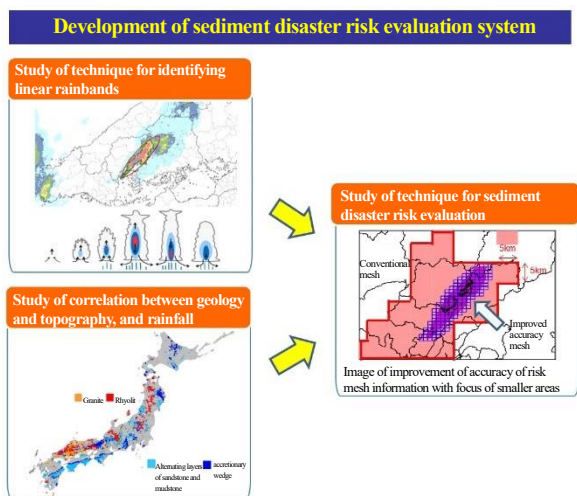 Development of sediment disaster risk evaluation system
Study of technique for identifying
linear rainbands
Study of correlation between geology
and topography, and rainfall
Granite
Rhyolit
Alternating layers
of sandstone and
mudstone
accretionary
wedge
Study of technique for sediment
disaster risk evaluation
5km
5km
Conventional
mesh
Improved
accuracy
mesh
Image of improvement of accuracy of risk
mesh information with focus of smaller areas